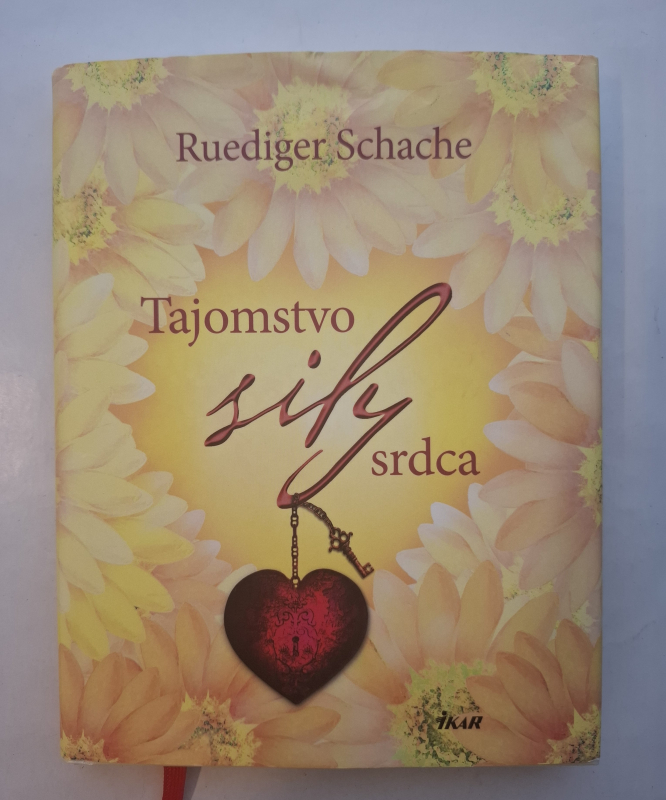 Ruediger Schache
Tajomstvo
sily
srdca
IKAR